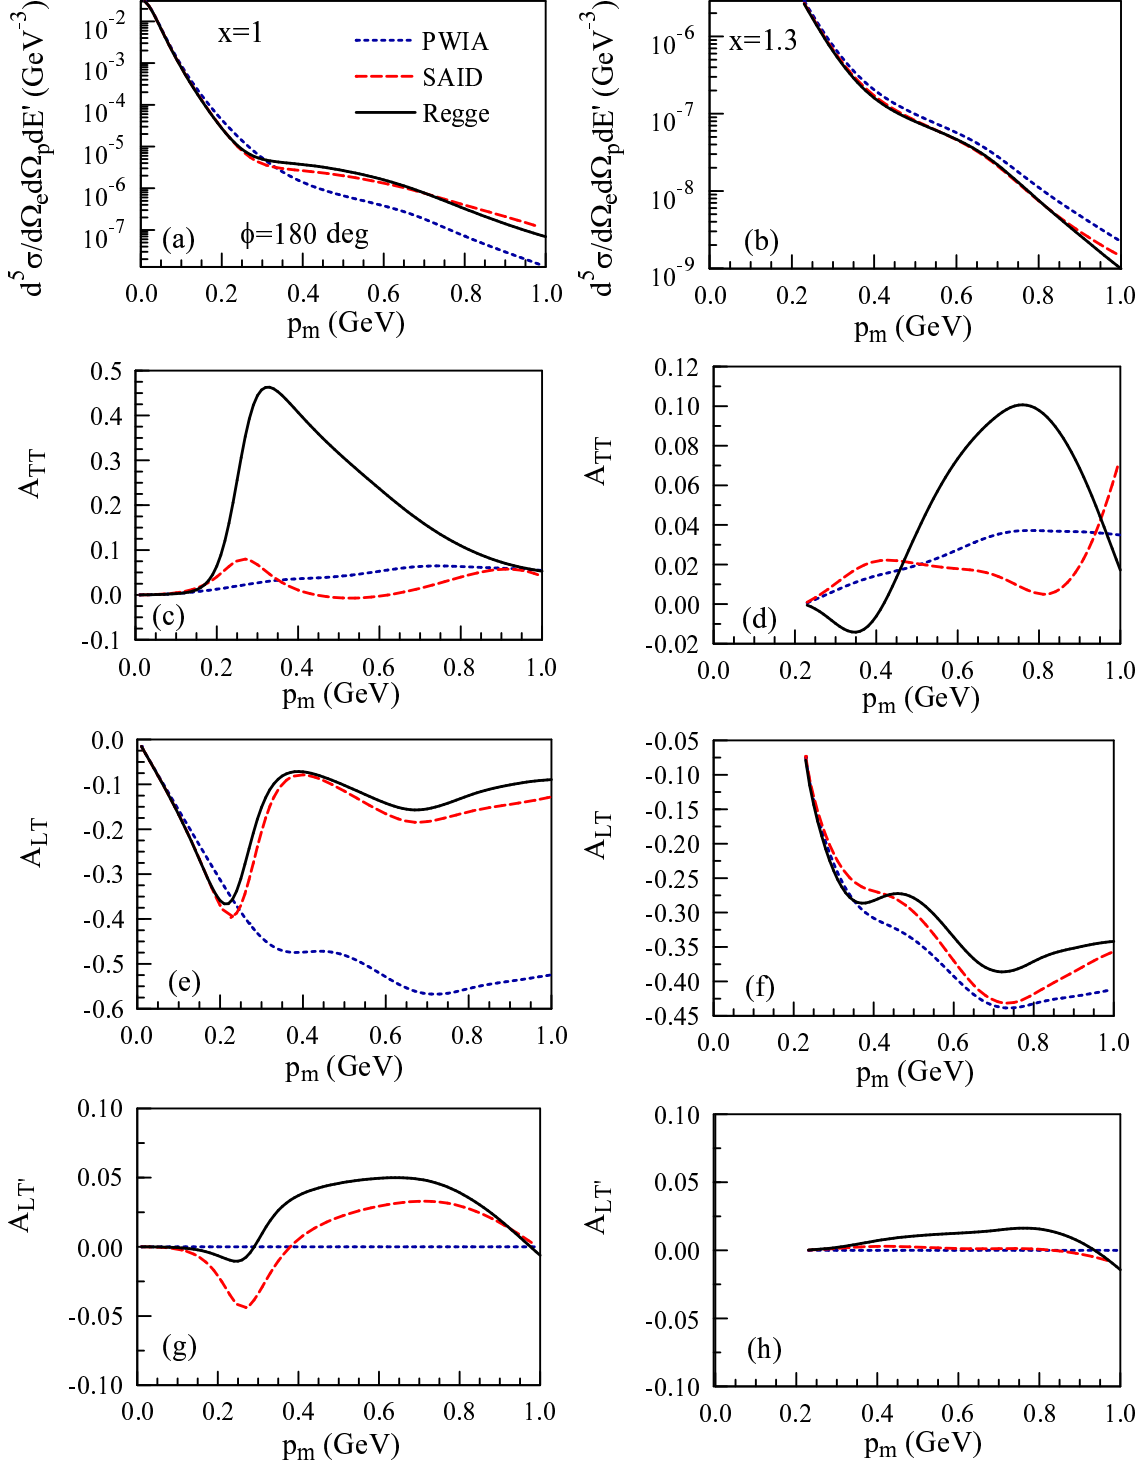 d⁵σ/dΩ_e dΩ_p dE' (GeV⁻³)
10⁻²
10⁻³
10⁻⁴
10⁻⁵
10⁻⁶
10⁻⁷
x=1
PWIA
SAID
Regge
(a)
ϕ=180 deg
0.0 0.2 0.4 0.6 0.8 1.0
p_m (GeV)
d⁵σ/dΩ_e dΩ_p dE' (GeV⁻³)
10⁻⁶
10⁻⁷
10⁻⁸
10⁻⁹
x=1.3
(b)
0.0 0.2 0.4 0.6 0.8 1.0
p_m (GeV)
A_TT
0.5
0.4
0.3
0.2
0.1
0.0
-0.1
(c)
0.0 0.2 0.4 0.6 0.8 1.0
p_m (GeV)
A_TT
0.12
0.10
0.08
0.06
0.04
0.02
0.00
-0.02
(d)
0.0 0.2 0.4 0.6 0.8 1.0
p_m (GeV)
A_LT
0.0
-0.1
-0.2
-0.3
-0.4
-0.5
-0.6
(e)
0.0 0.2 0.4 0.6 0.8 1.0
p_m (GeV)
A_LT
-0.05
-0.10
-0.15
-0.20
-0.25
-0.30
-0.35
-0.40
-0.45
(f)
0.0 0.2 0.4 0.6 0.8 1.0
p_m (GeV)
A_LT'
0.10
0.05
0.00
-0.05
-0.10
(g)
0.0 0.2 0.4 0.6 0.8 1.0
p_m (GeV)
A_LT'
0.10
0.05
0.00
-0.05
-0.10
(h)
0.0 0.2 0.4 0.6 0.8 1.0
p_m (GeV)